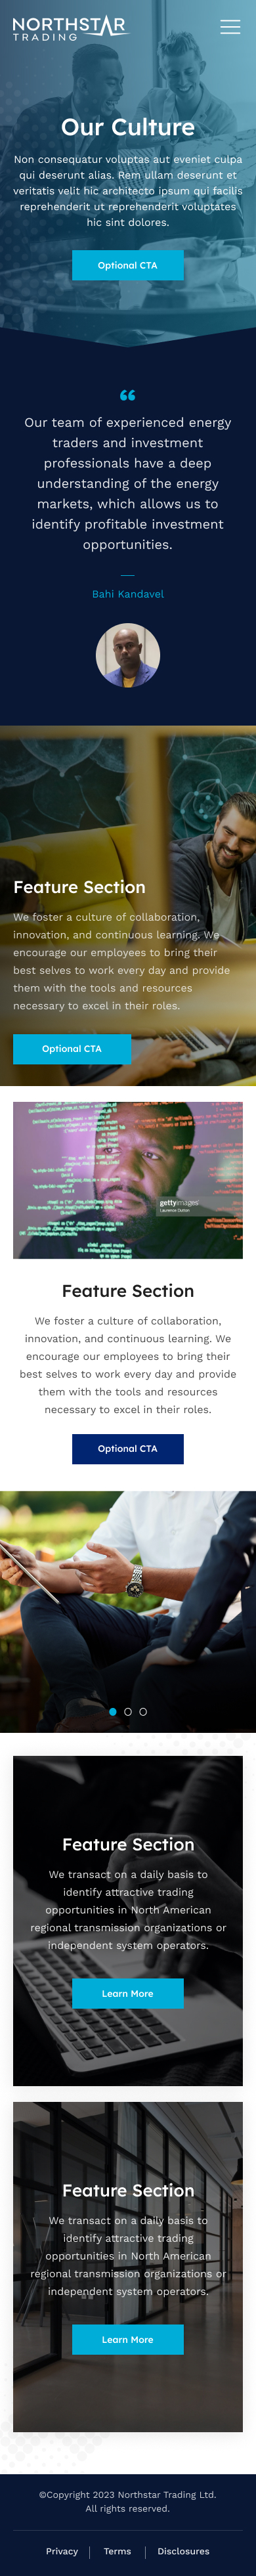 NORTHSTAR
TRADING
Our Culture
Non consequatur voluptas aut eveniet culpa
qui deserunt alias. Rem ullam deserunt et
veritatis velit hic architecto ipsum qui facilis
reprehenderit ut reprehenderit voluptates
hic sint dolores.
Optional CTA
“
Our team of experienced energy
traders and investment
professionals have a deep
understanding of the energy
markets, which allows us to
identify profitable investment
opportunities.
Bahi Kandavel
Feature Section
We foster a culture of collaboration,
innovation, and continuous learning. We
encourage our employees to bring their
best selves to work every day and provide
them with the tools and resources
necessary to excel in their roles.
Optional CTA
gettyimages
Feature Section
We foster a culture of collaboration,
innovation, and continuous learning. We
encourage our employees to bring their
best selves to work every day and provide
them with the tools and resources
necessary to excel in their roles.
Optional CTA
Feature Section
We transact on a daily basis to
identify attractive trading
opportunities in North American
regional transmission organizations or
independent system operators.
Learn More
Feature Section
We transact on a daily basis to
identify attractive trading
opportunities in North American
regional transmission organizations or
independent system operators.
Learn More
©Copyright 2023 Northstar Trading Ltd.
All rights reserved.
Privacy | Terms | Disclosures